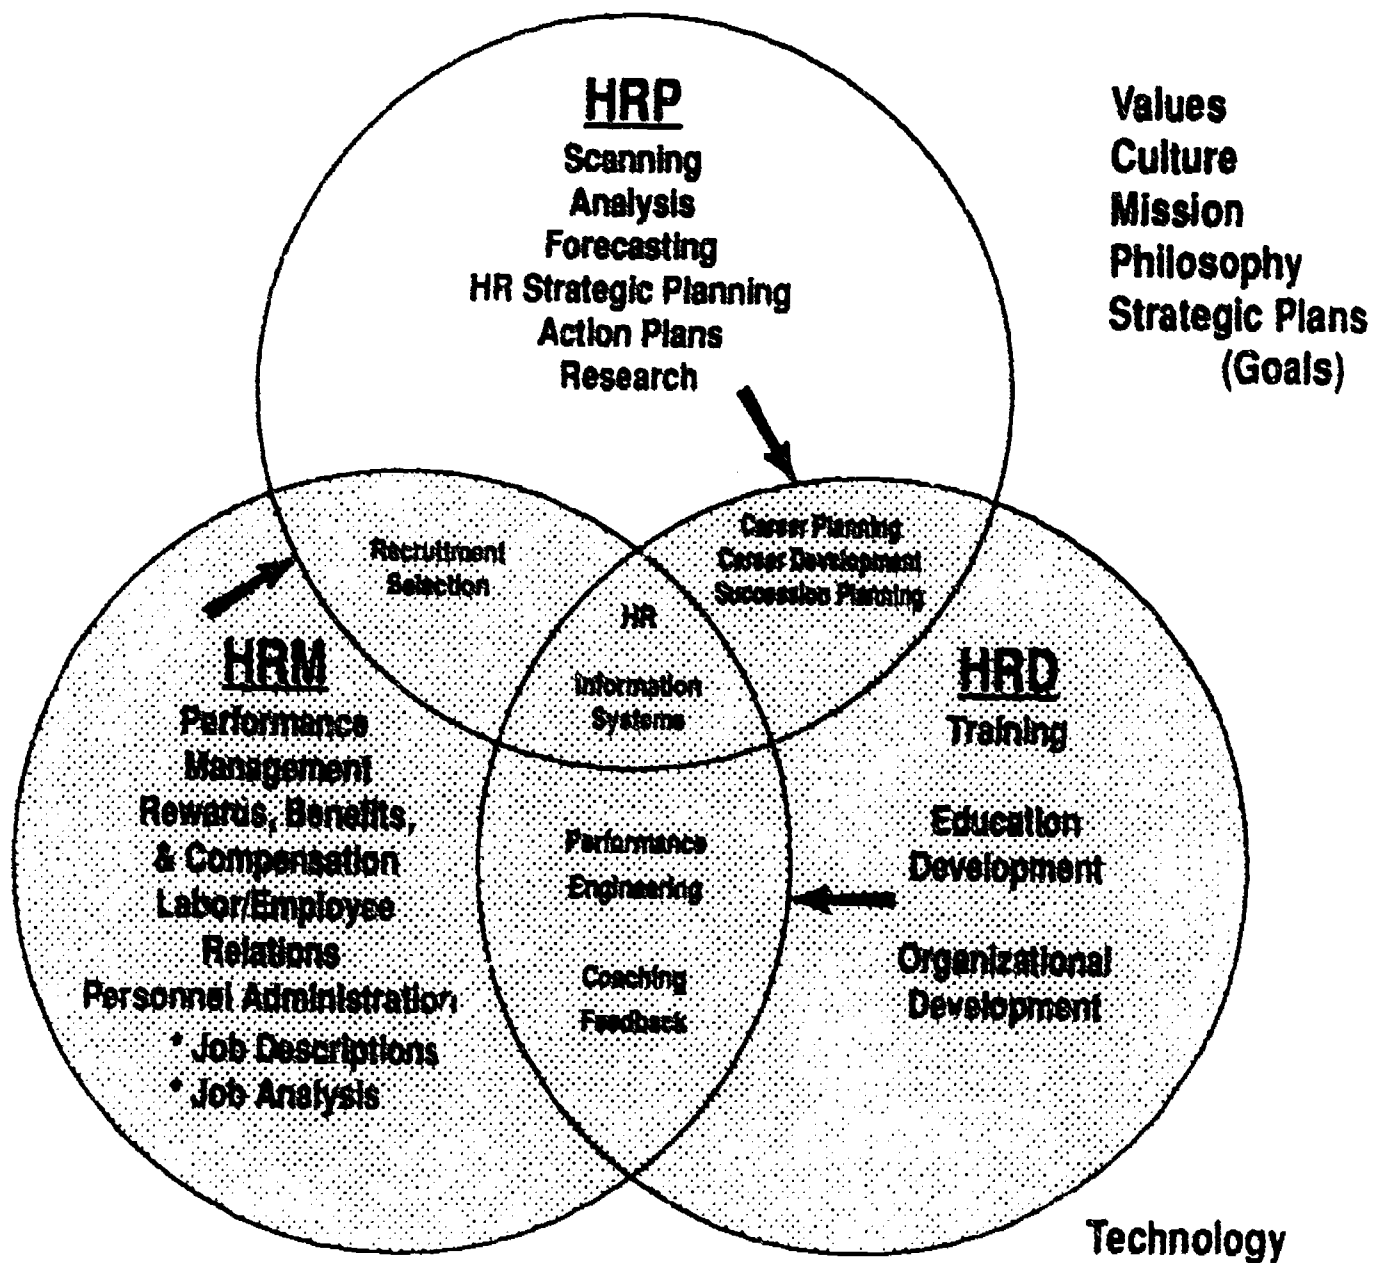 HRP
Scanning
Analysis
Forecasting
HR Strategic Planning
Action Plans
Research
Values
Culture
Mission
Philosophy
Strategic Plans
(Goals)
Recruitment
Selection
Career Planning
Career Development
Succession Planning
HR
Information
Systems
HRM
Performance
Management
Rewards, Benefits,
& Compensation
Labor/Employee
Relations
Personnel Administration
* Job Descriptions
* Job Analysis
Performance
Engineering
Coaching
Feedback
HRD
Training
Education
Development
Organizational
Development
Technology